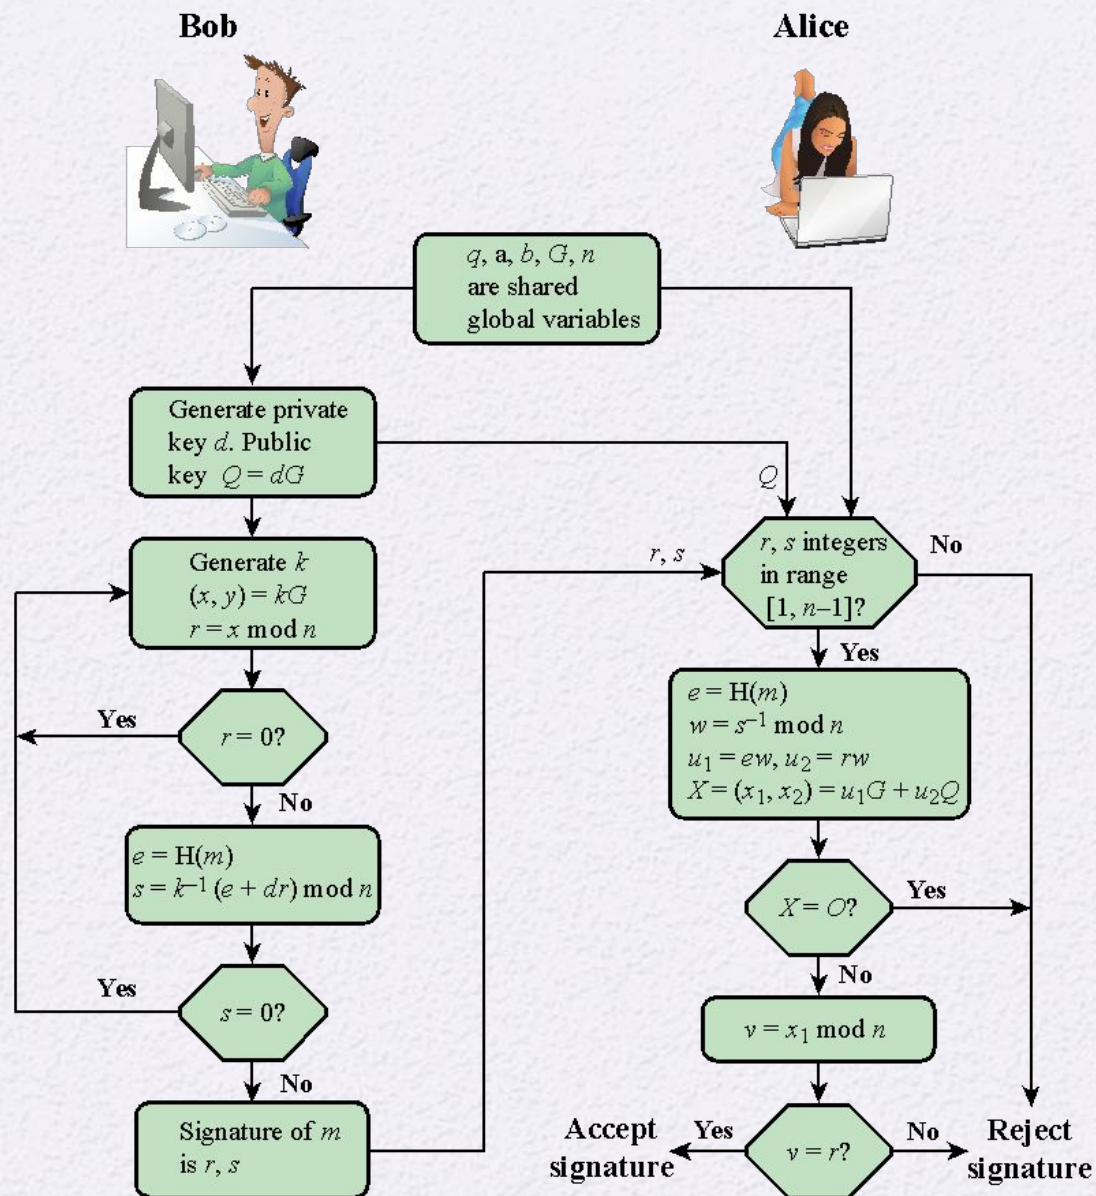 Bob
Alice
q, a, b, G, n
are shared
global variables
Generate private
key d. Public
key Q = dG
Q
Generate k
(x, y) = kG
r = x mod n
r, s
r, s integers
in range
[1, n–1]?
No
Yes
Yes
r = 0?
No
e = H(m)
w = s⁻¹ mod n
u₁ = ew, u₂ = rw
X = (x₁, x₂) = u₁G + u₂Q
e = H(m)
s = k⁻¹ (e + dr) mod n
X = O?
Yes
No
Yes
s = 0?
No
v = x₁ mod n
Signature of m
is r, s
Accept
signature
Yes
v = r?
No
Reject
signature